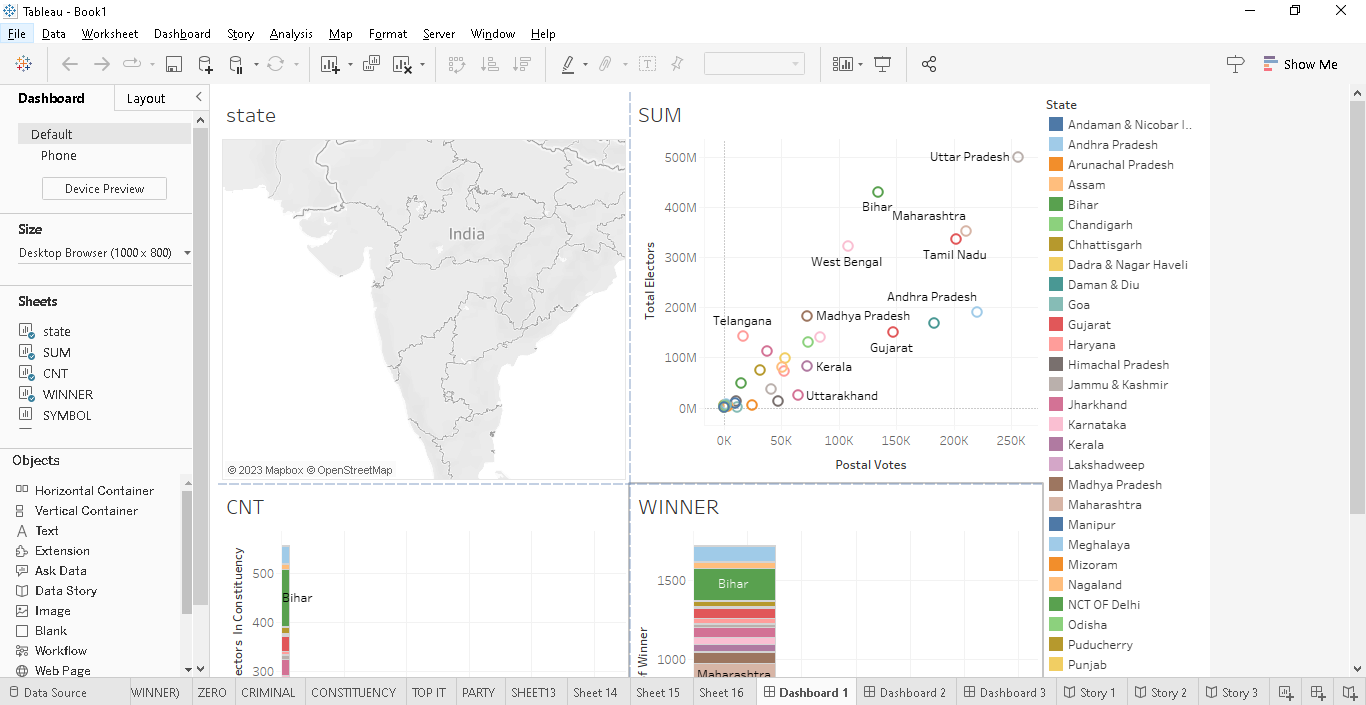 Tableau - Book1
File Data Worksheet Dashboard Story Analysis Map Format Server Window Help
Show Me
Dashboard Layout
Default
Phone
Device Preview
Size
Desktop Browser (1000 x 800)
Sheets
state
SUM
CNT
WINNER
SYMBOL
Objects
Horizontal Container
Vertical Container
Text
Extension
Ask Data
Data Story
Image
Blank
Workflow
Web Page
state
India
© 2023 Mapbox © OpenStreetMap
SUM
Total Electors
500M
400M
300M
200M
100M
0M
Uttar Pradesh
Bihar
Maharashtra
Tamil Nadu
West Bengal
Andhra Pradesh
Madhya Pradesh
Telangana
Gujarat
Kerala
Uttarakhand
0K 50K 100K 150K 200K 250K
Postal Votes
CNT
ectors In Constituency
500
400
300
Bihar
WINNER
f Winner
1500
1000
Bihar
Maharashtra
State
Andaman & Nicobar I..
Andhra Pradesh
Arunachal Pradesh
Assam
Bihar
Chandigarh
Chhattisgarh
Dadra & Nagar Haveli
Daman & Diu
Goa
Gujarat
Haryana
Himachal Pradesh
Jammu & Kashmir
Jharkhand
Karnataka
Kerala
Lakshadweep
Madhya Pradesh
Maharashtra
Manipur
Meghalaya
Mizoram
Nagaland
NCT OF Delhi
Odisha
Puducherry
Punjab
Data Source WINNER) ZERO CRIMINAL CONSTITUENCY TOP IT PARTY SHEET13 Sheet 14 Sheet 15 Sheet 16 Dashboard 1 Dashboard 2 Dashboard 3 Story 1 Story 2 Story 3